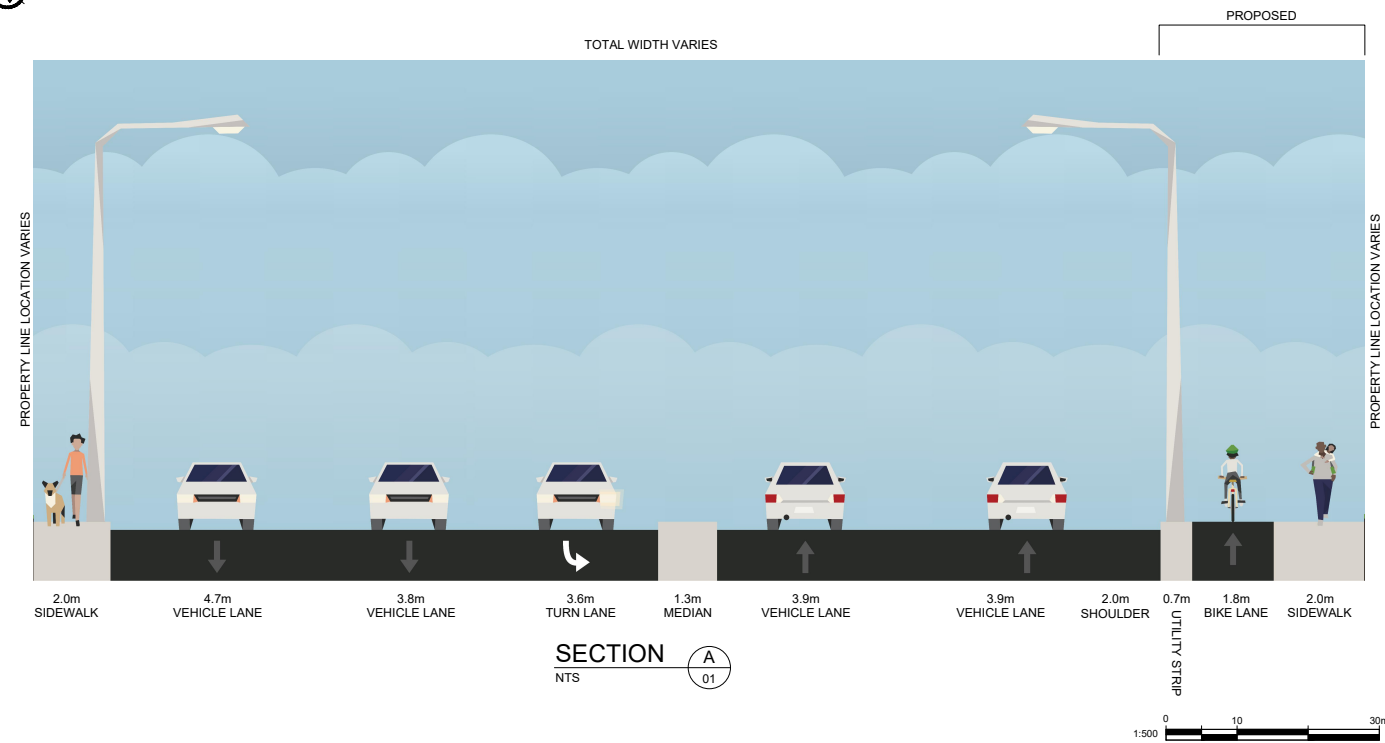 PROPOSED
TOTAL WIDTH VARIES
PROPERTY LINE LOCATION VARIES
PROPERTY LINE LOCATION VARIES
2.0m
SIDEWALK
4.7m
VEHICLE LANE
3.8m
VEHICLE LANE
3.6m
TURN LANE
1.3m
MEDIAN
3.9m
VEHICLE LANE
3.9m
VEHICLE LANE
2.0m
SHOULDER
0.7m
UTILITY STRIP
1.8m
BIKE LANE
2.0m
SIDEWALK
SECTION
NTS
A
01
1:500
0 10 30m